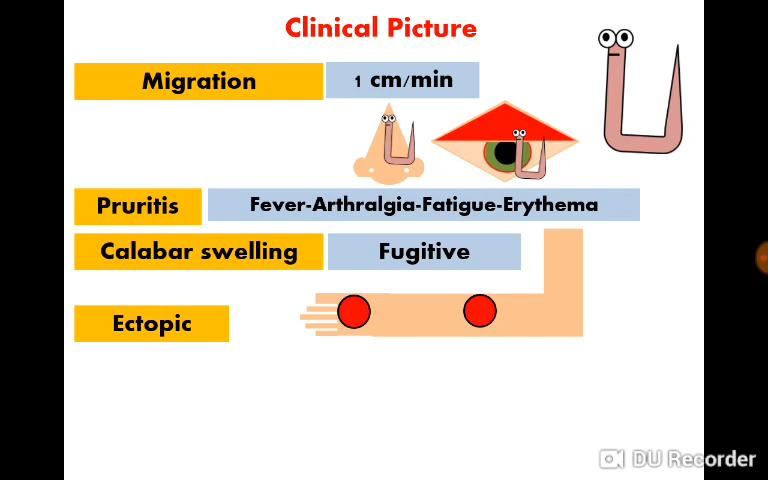 Clinical Picture
Migration
1 cm/min
Pruritis
Fever-Arthralgia-Fatigue-Erythema
Calabar swelling
Fugitive
Ectopic
DU Recorder